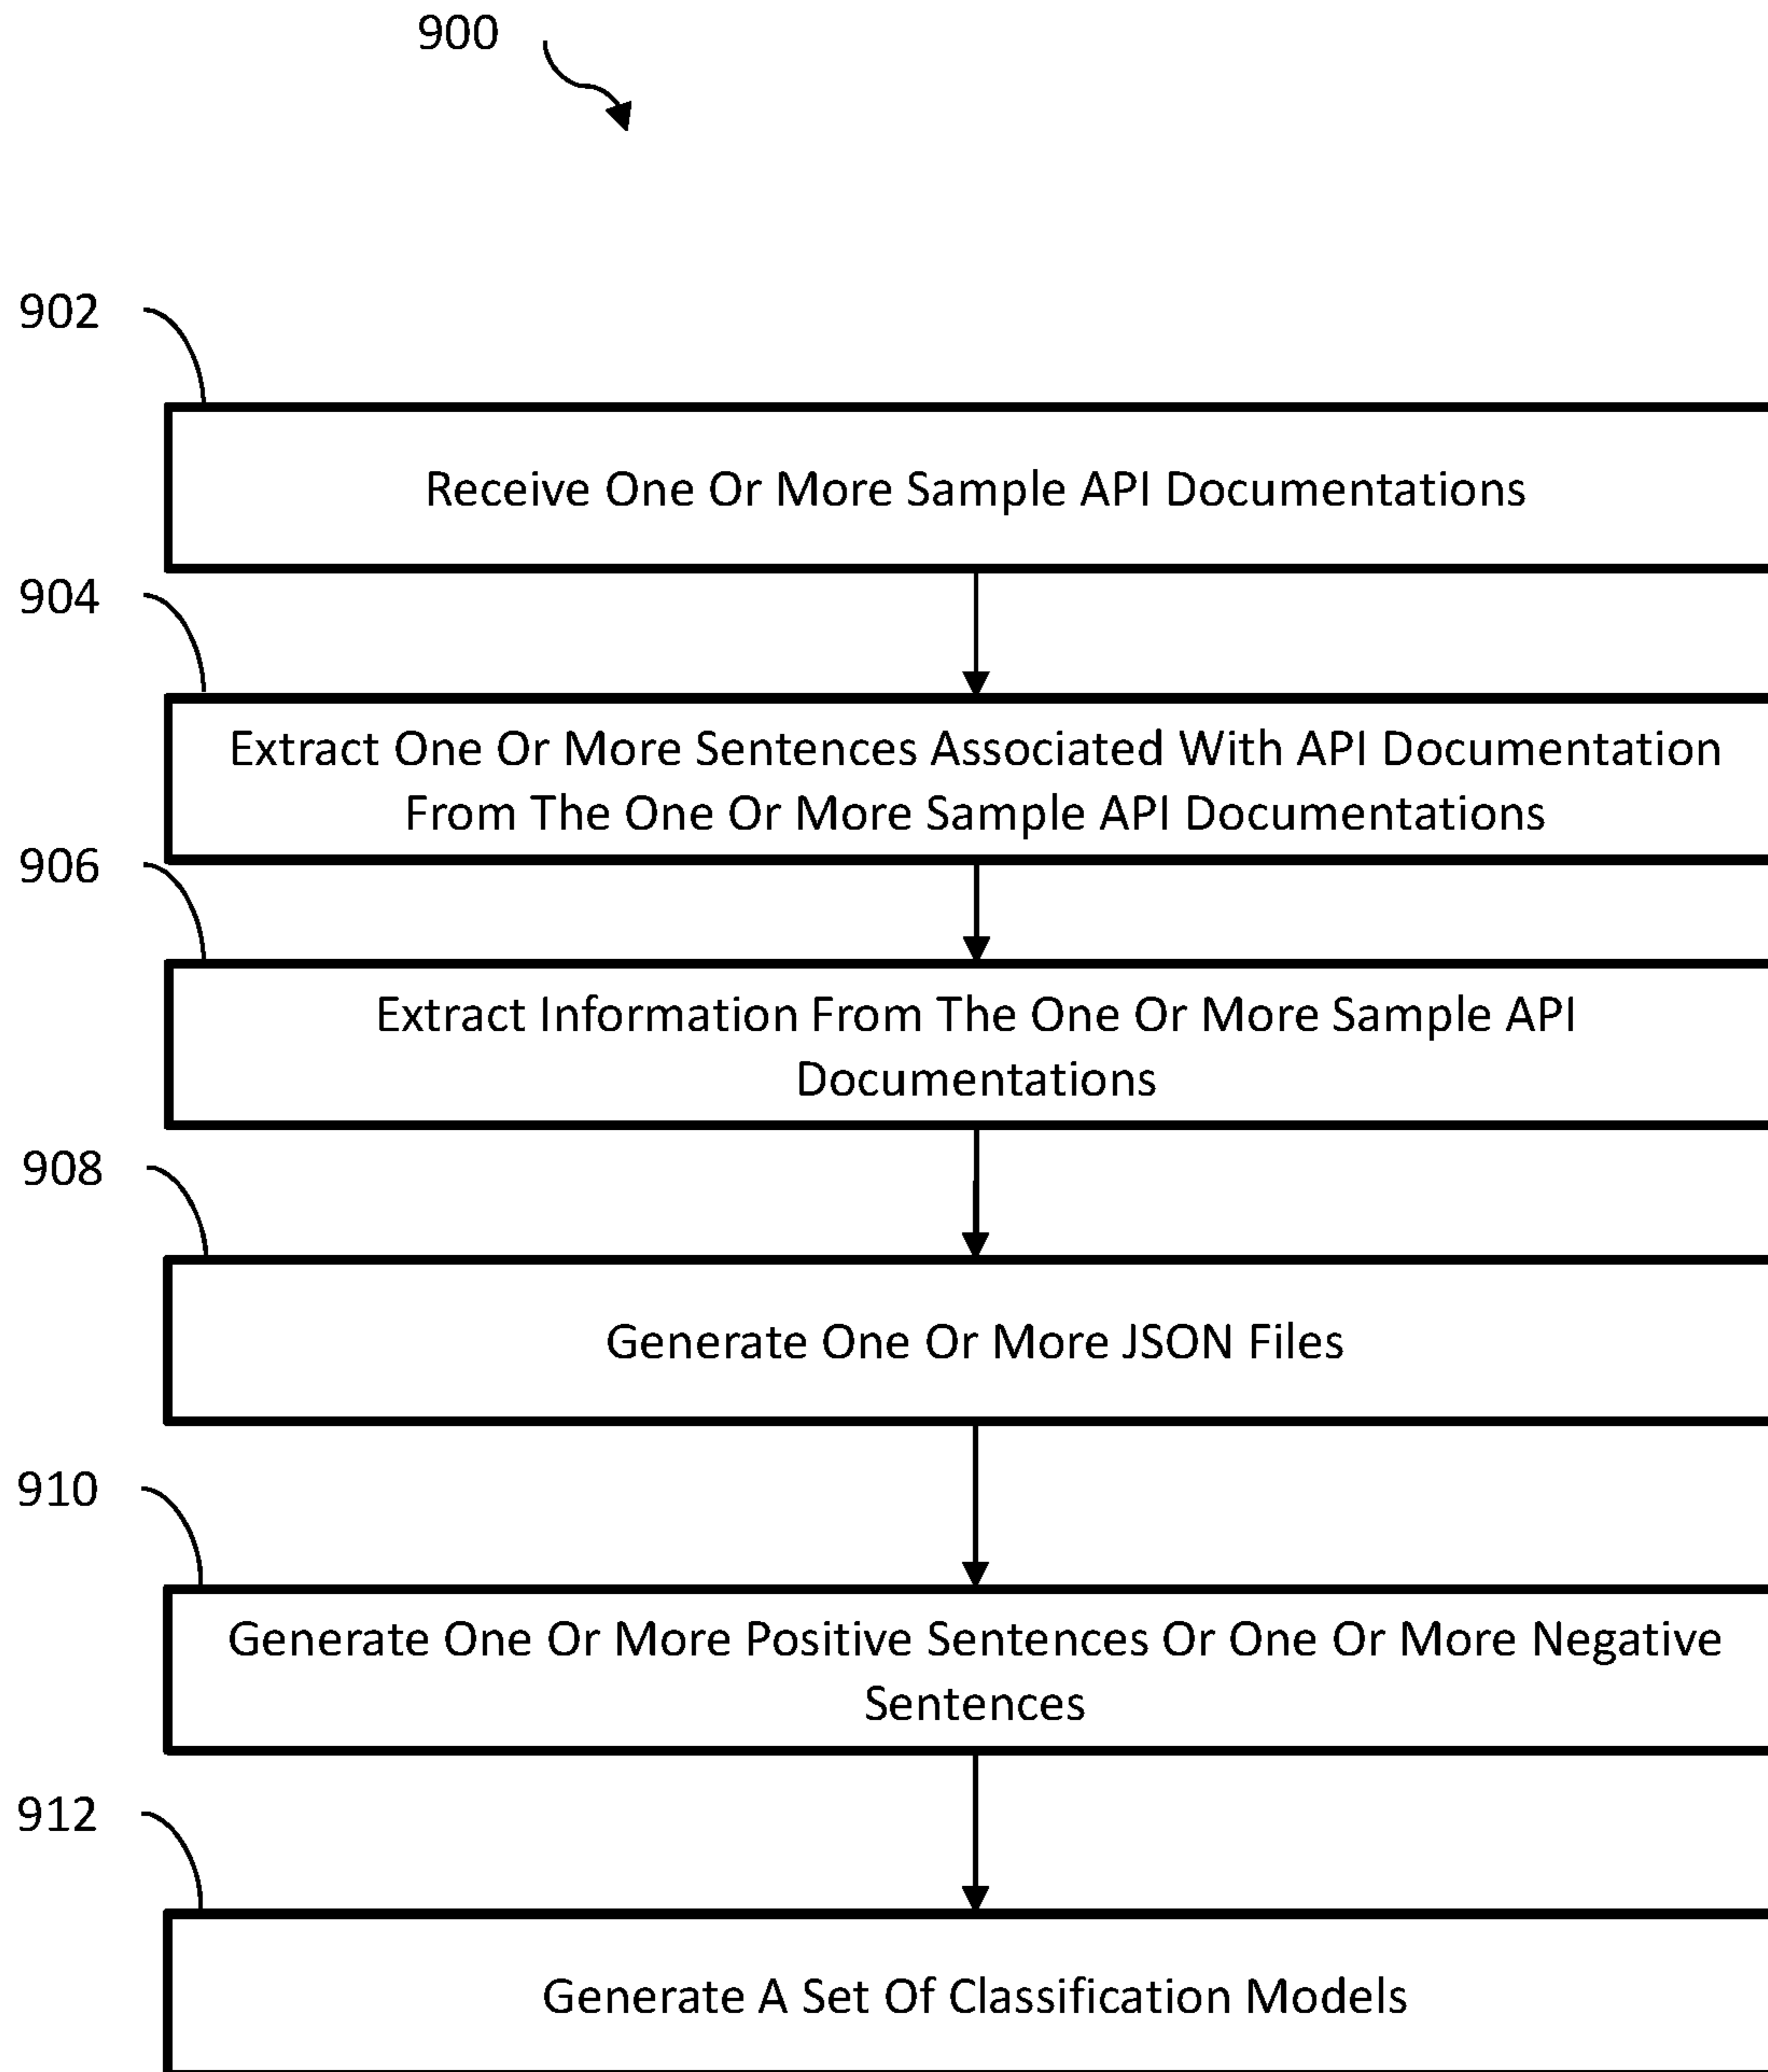 900
902
Receive One Or More Sample API Documentations
904
Extract One Or More Sentences Associated With API Documentation
From The One Or More Sample API Documentations
906
Extract Information From The One Or More Sample API
Documentations
908
Generate One Or More JSON Files
910
Generate One Or More Positive Sentences Or One Or More Negative
Sentences
912
Generate A Set Of Classification Models